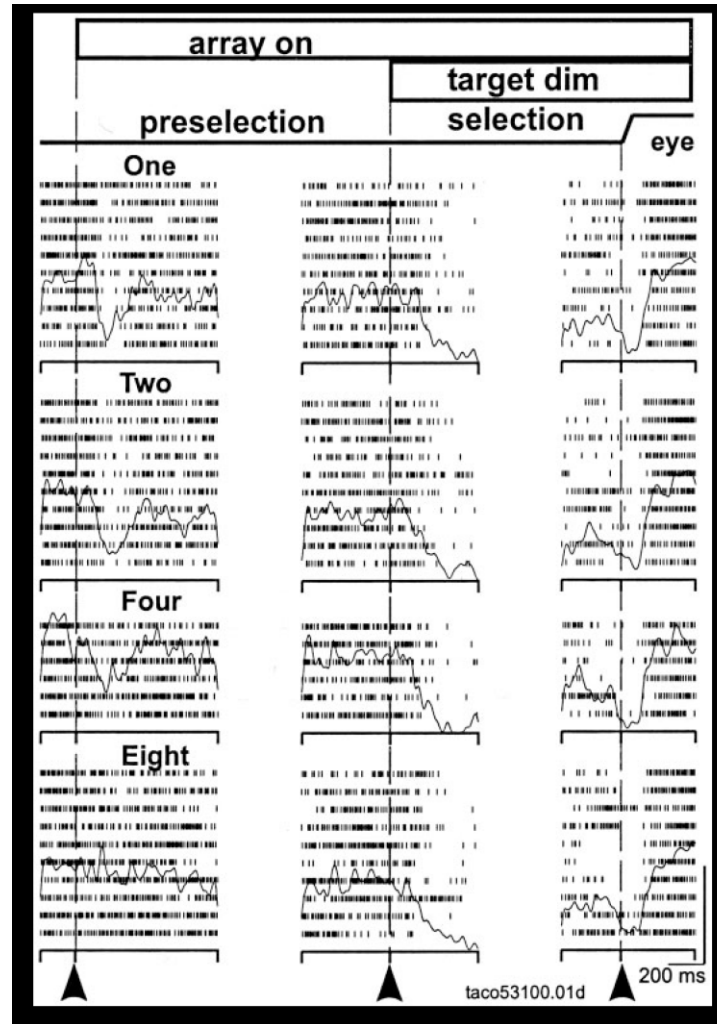 array on
target dim
preselection
selection
eye
One
Two
Four
Eight
200 ms
taco53100.01d